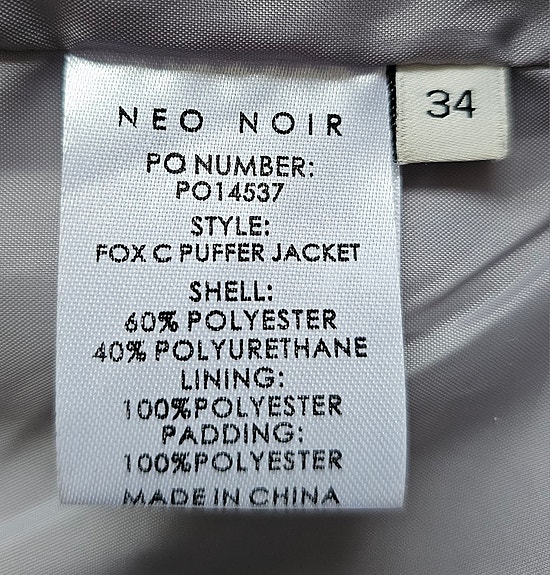 NEO NOIR
34
PO NUMBER:
PO14537
STYLE:
FOX C PUFFER JACKET
SHELL:
60% POLYESTER
40% POLYURETHANE
LINING:
100%POLYESTER
PADDING:
100%POLYESTER
MADE IN CHINA